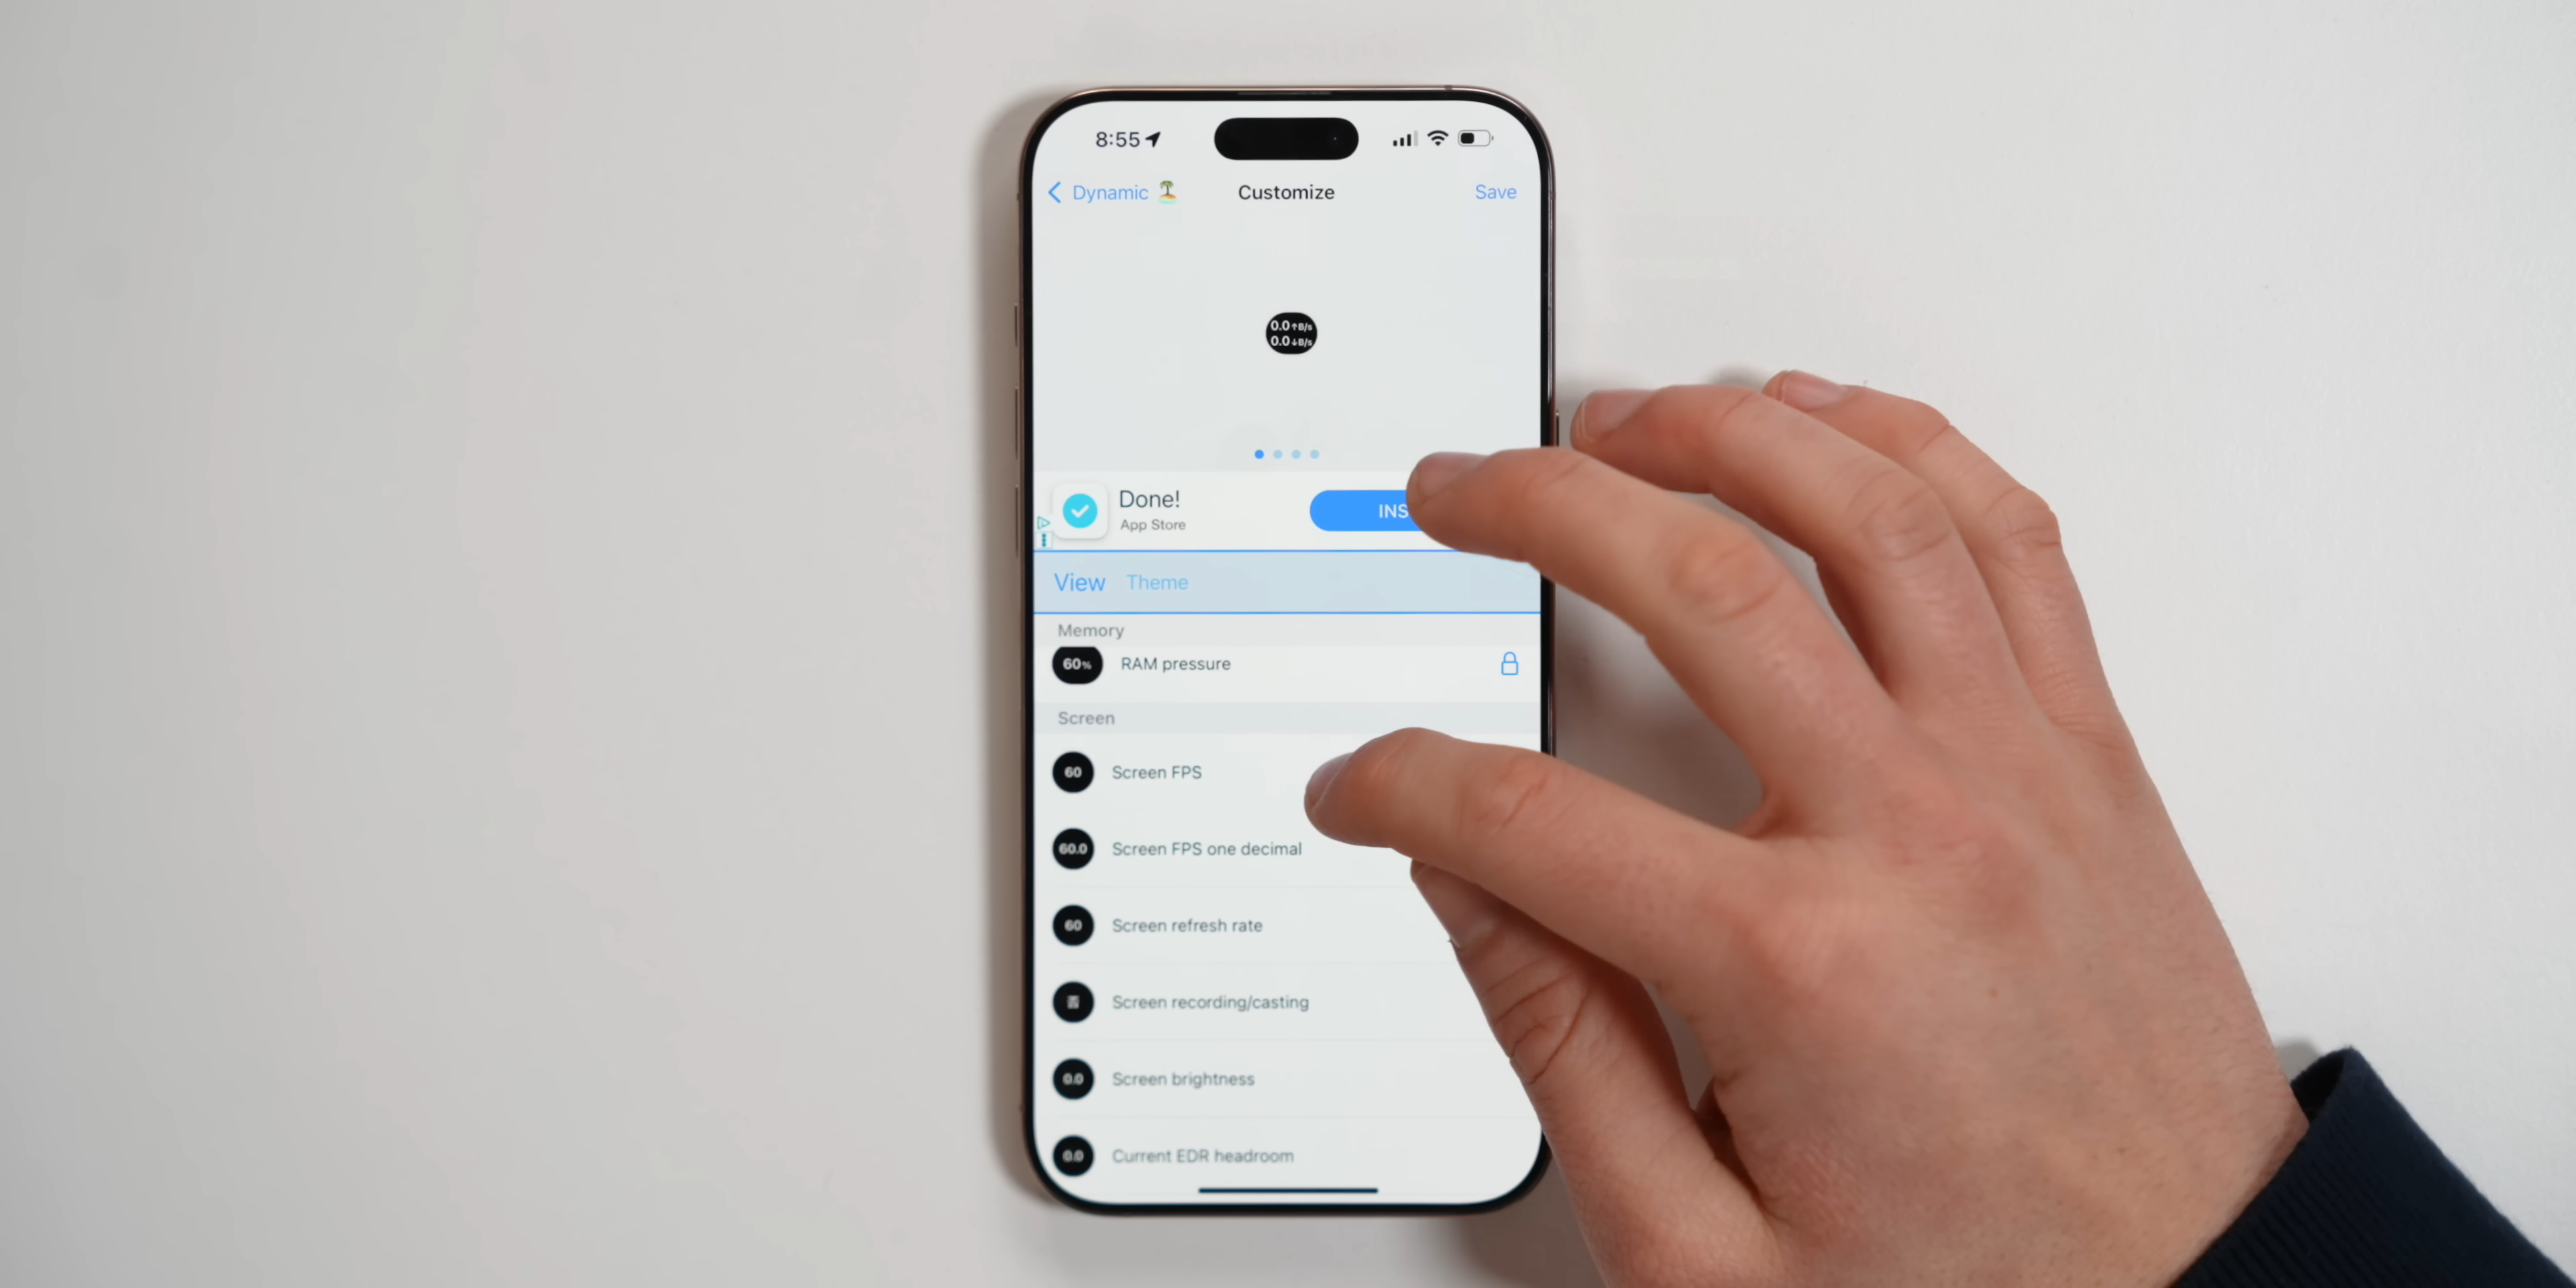 8:55
Dynamic 🏝️ Customize Save
0.0↑B/s
0.0↓B/s
Done!
App Store
INS
View Theme
Memory
60% RAM pressure
Screen
60 Screen FPS
60.0 Screen FPS one decimal
60 Screen refresh rate
Screen recording/casting
0.0 Screen brightness
0.0 Current EDR headroom